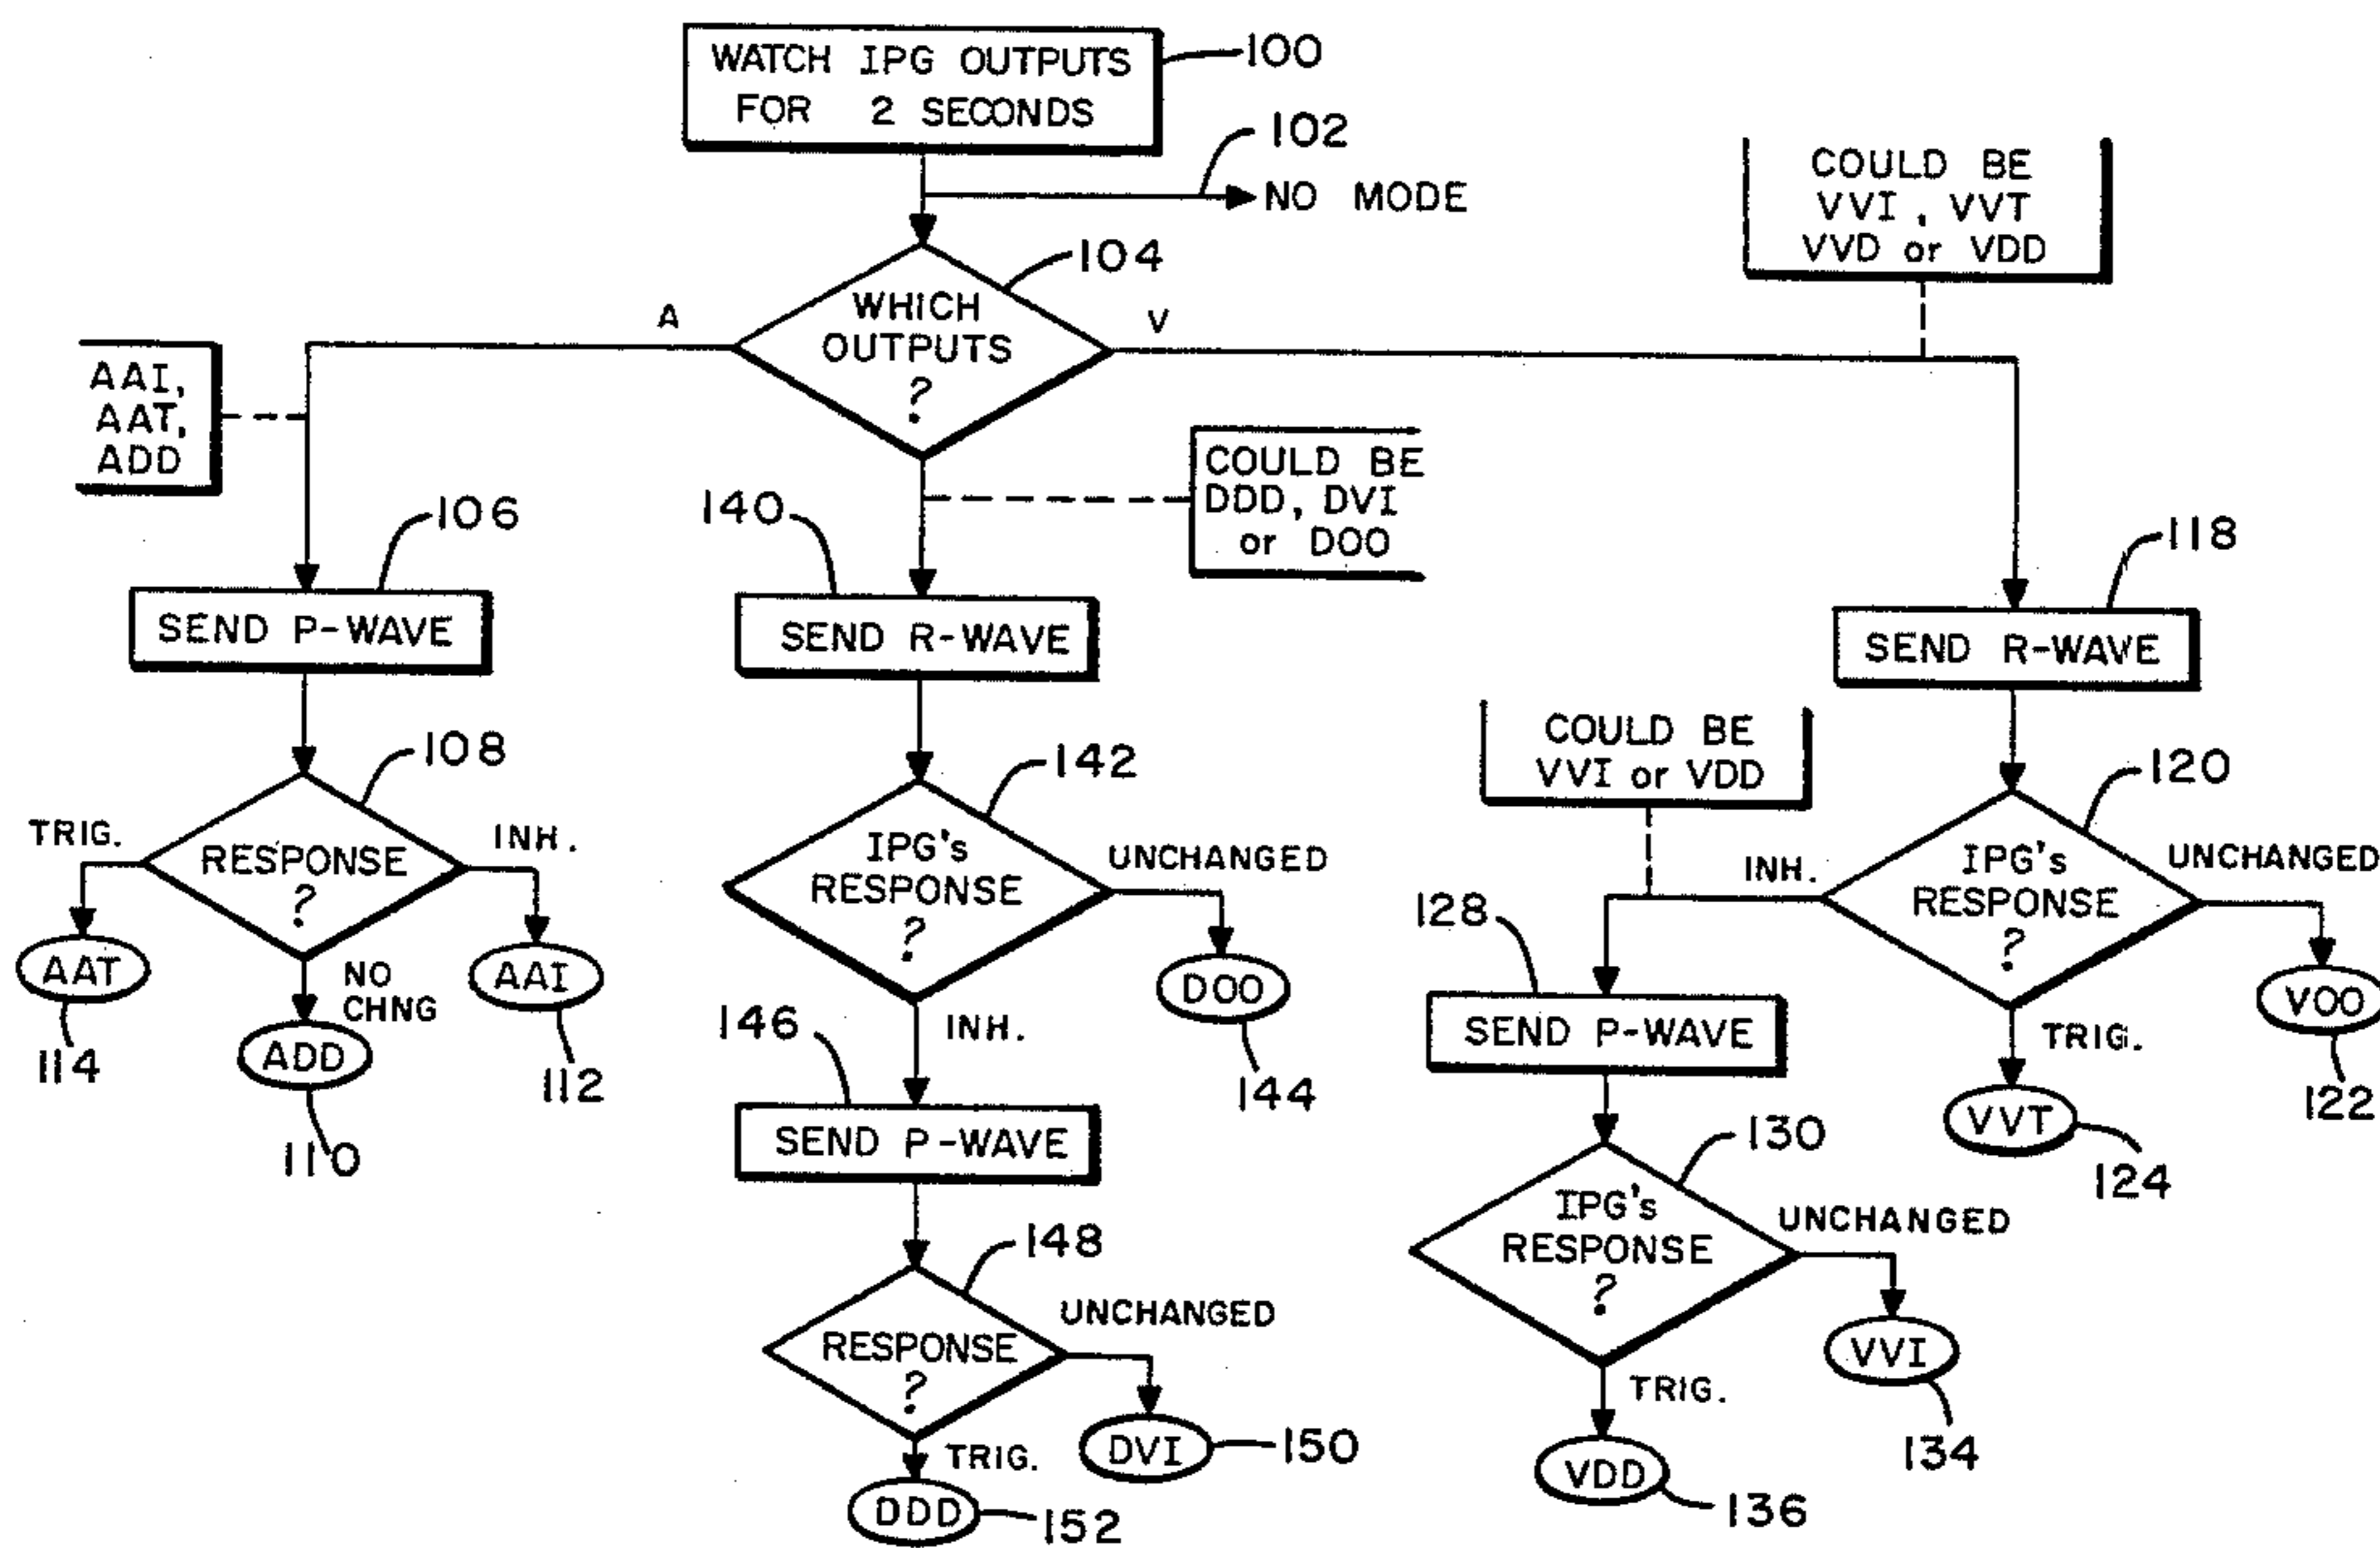 WATCH IPG OUTPUTS
FOR 2 SECONDS
100
102
NO MODE
COULD BE
VVI, VVT
VVD or VDD
104
WHICH
OUTPUTS
?
A
V
AAI,
AAT,
ADD
COULD BE
DDD, DVI
or DOO
106
140
118
SEND P-WAVE
SEND R-WAVE
SEND R-WAVE
COULD BE
VVI or VDD
108
142
120
TRIG.
RESPONSE
?
INH.
IPG's
RESPONSE
?
UNCHANGED
INH.
IPG's
RESPONSE
?
UNCHANGED
128
AAT
NO
CHNG
AAI
DOO
VOO
114
ADD
112
146
INH.
144
SEND P-WAVE
TRIG.
122
110
SEND P-WAVE
VVT
124
130
148
IPG's
RESPONSE
?
UNCHANGED
RESPONSE
?
UNCHANGED
VVI
TRIG.
134
TRIG.
DVI
150
VDD
136
DDD
152